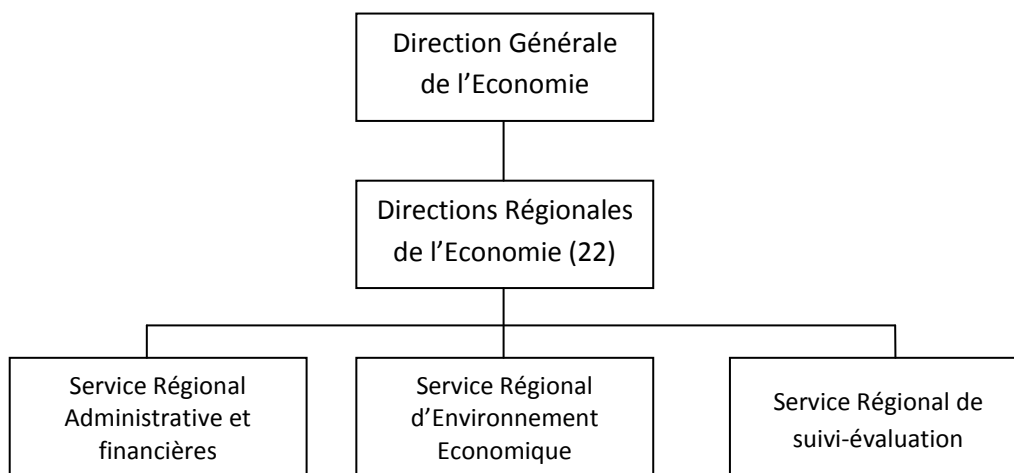 Direction Générale
de l’Economie
Directions Régionales
de l’Economie (22)
Service Régional
Administrative et
financières
Service Régional
d’Environnement
Economique
Service Régional de
suivi-évaluation